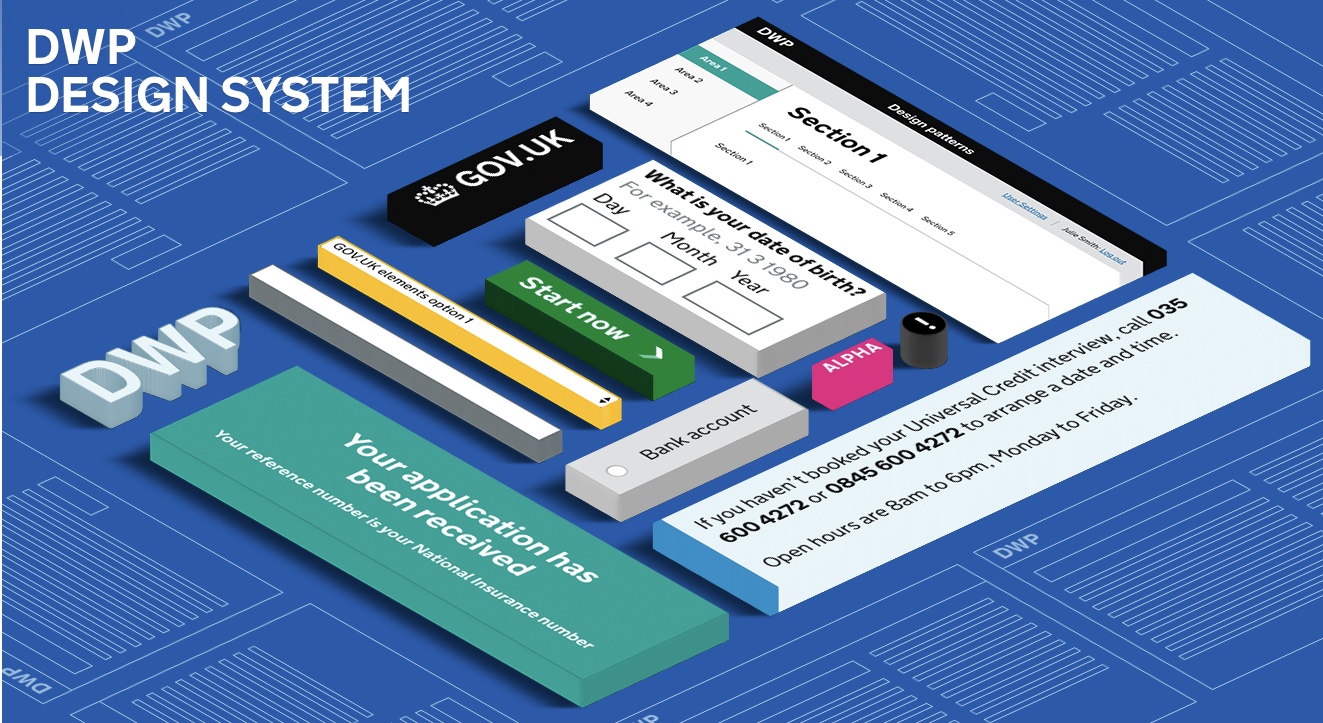 DWP
DESIGN SYSTEM
DWP
DWP
Design patterns
Area 1
Area 2
Area 3
Area 4
Section 1
Section 1
Section 2
Section 3
Section 4
Section 5
Section 1
User Settings
/
Julie Smith: Log out
GOV.UK
What is your date of birth?
For example, 31 3 1980
Day
Month
Year
GOV.UK elements option 1
Start now
!
ALPHA
DWP
Bank account
If you haven't booked your Universal Credit interview, call 035
600 4272 or 0845 600 4272 to arrange a date and time.
Open hours are 8am to 6pm, Monday to Friday.
Your application has
been received
Your reference number is your National Insurance number
DWP
DWP